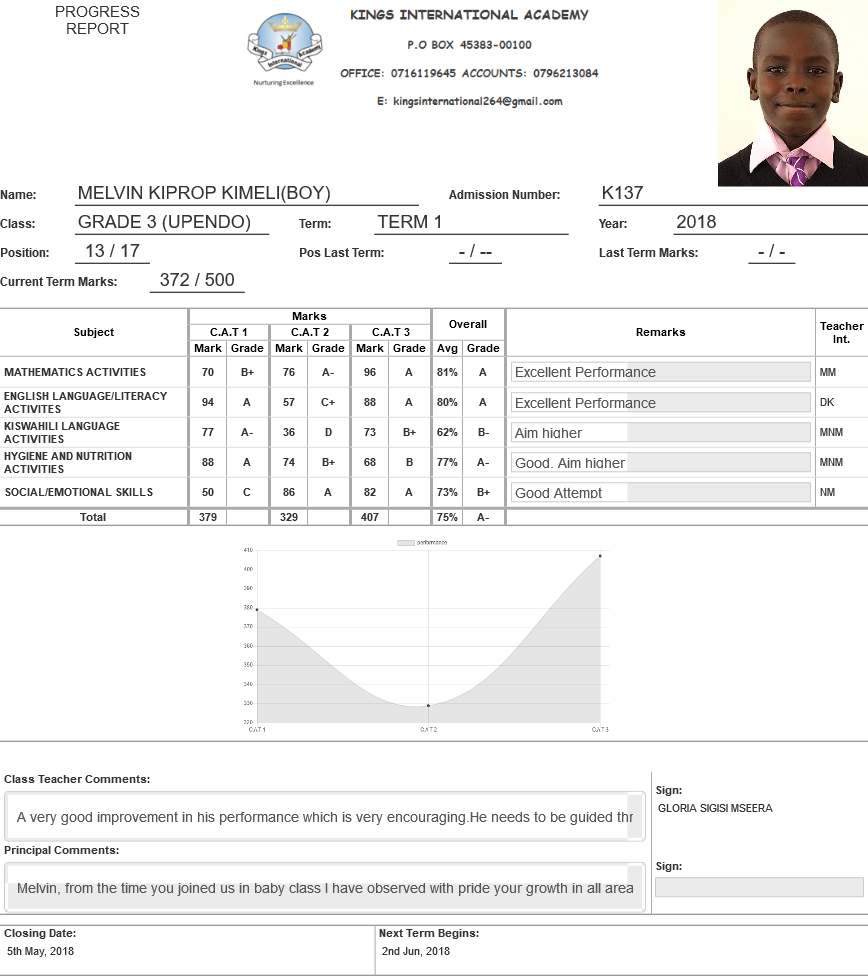 PROGRESS
REPORT
KINGS INTERNATIONAL ACADEMY
P.O BOX 45383-00100
OFFICE: 0716119645 ACCOUNTS: 0796213084
E: kingsinternational264@gmail.com
Kings Academy
International
Nurturing Excellence
Name: MELVIN KIPROP KIMELI(BOY) Admission Number: K137
Class: GRADE 3 (UPENDO) Term: TERM 1 Year: 2018
Position: 13 / 17 Pos Last Term: - / -- Last Term Marks: - / -
Current Term Marks: 372 / 500
Subject Marks Overall Remarks Teacher Int.
C.A.T 1 C.A.T 2 C.A.T 3
Mark Grade Mark Grade Mark Grade Avg Grade
MATHEMATICS ACTIVITIES 70 B+ 76 A- 96 A 81% A Excellent Performance MM
ENGLISH LANGUAGE/LITERACY ACTIVITES 94 A 57 C+ 88 A 80% A Excellent Performance DK
KISWAHILI LANGUAGE ACTIVITIES 77 A- 36 D 73 B+ 62% B- Aim higher MNM
HYGIENE AND NUTRITION ACTIVITIES 88 A 74 B+ 68 B 77% A- Good. Aim higher MNM
SOCIAL/EMOTIONAL SKILLS 50 C 86 A 82 A 73% B+ Good Attempt NM
Total 379 329 407 75% A-
performance
410
400
390
380
370
360
350
340
330
320
CAT1 CAT2 CAT3
Class Teacher Comments:
A very good improvement in his performance which is very encouraging.He needs to be guided thr
Sign:
GLORIA SIGISI MSEERA
Principal Comments:
Melvin, from the time you joined us in baby class I have observed with pride your growth in all area
Sign:
Closing Date: Next Term Begins:
5th May, 2018 2nd Jun, 2018